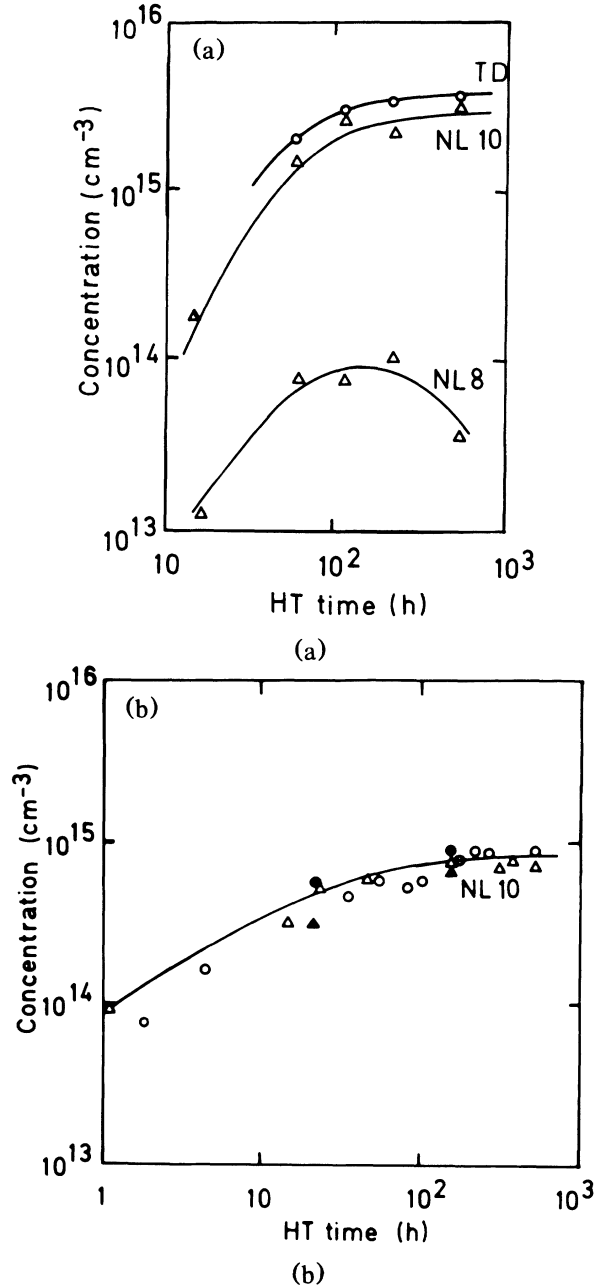 10^16
(a)
TD
NL 10
10^15
Concentration (cm^-3)
10^14
NL 8
10^13
10
10^2
10^3
HT time (h)
(a)
10^16
(b)
Concentration (cm^-3)
10^15
NL 10
10^14
10^13
1
10
10^2
10^3
HT time (h)
(b)